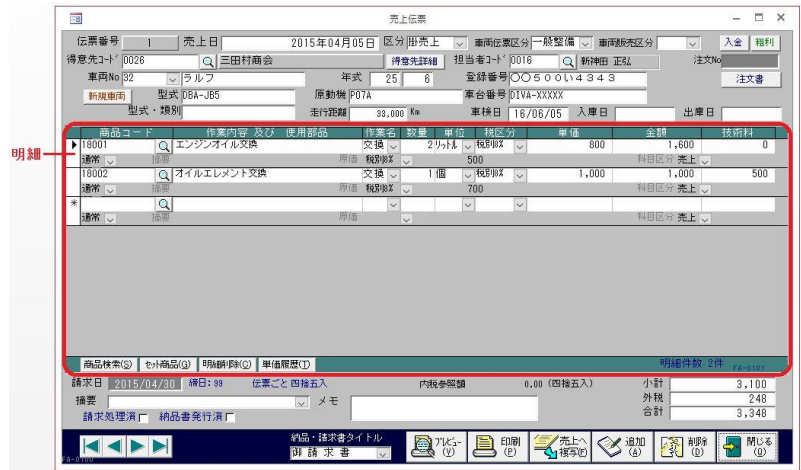 売上伝票
伝票番号 1 売上日 2015年04月05日 区分 掛売上 車両伝票区分 一般整備 車両販売区分 入金 粗利
得意先コード 0026 三田村商会 得意先詳細 担当者コード 0016 新神田 正弘 注文No
車両No 32 ラルフ 年式 25 6 登録番号 〇〇500い4343 注文書
新規車両 型式 DBA-JB5 原動機 P07A 車台番号 DIVA-XXXXX
型式・類別 走行距離 33,000 Km 車検日 16/06/05 入庫日 出庫日
明細
商品コード 作業内容 及び 使用部品 作業名 数量 単位 税区分 単価 金額 技術料
18001 エンジンオイル交換 交換 2 リットル 税別8% 800 1,600 0
通常 摘要 原価 税別8% 500 科目区分 売上
18002 オイルエレメント交換 交換 1 個 税別8% 1,000 1,000 500
通常 摘要 原価 税別8% 700 科目区分 売上
*
通常 摘要 原価 科目区分 売上
商品検索(S) セット商品(G) 明細削除(C) 単価履歴(T) 明細件数 2件 FA-0101
請求日 2015/04/30 締日:99 伝票ごと 四捨五入 内税参照額 0.00 (四捨五入) 小計 3,100
摘要 メモ 外税 248
請求処理済 納品書発行済 合計 3,348
納品・請求書タイトル
御請求書 プレビュー(V) 印刷(P) 売上へ複写(E) 追加(A) 削除(D) 閉じる(Q)
FA-0100